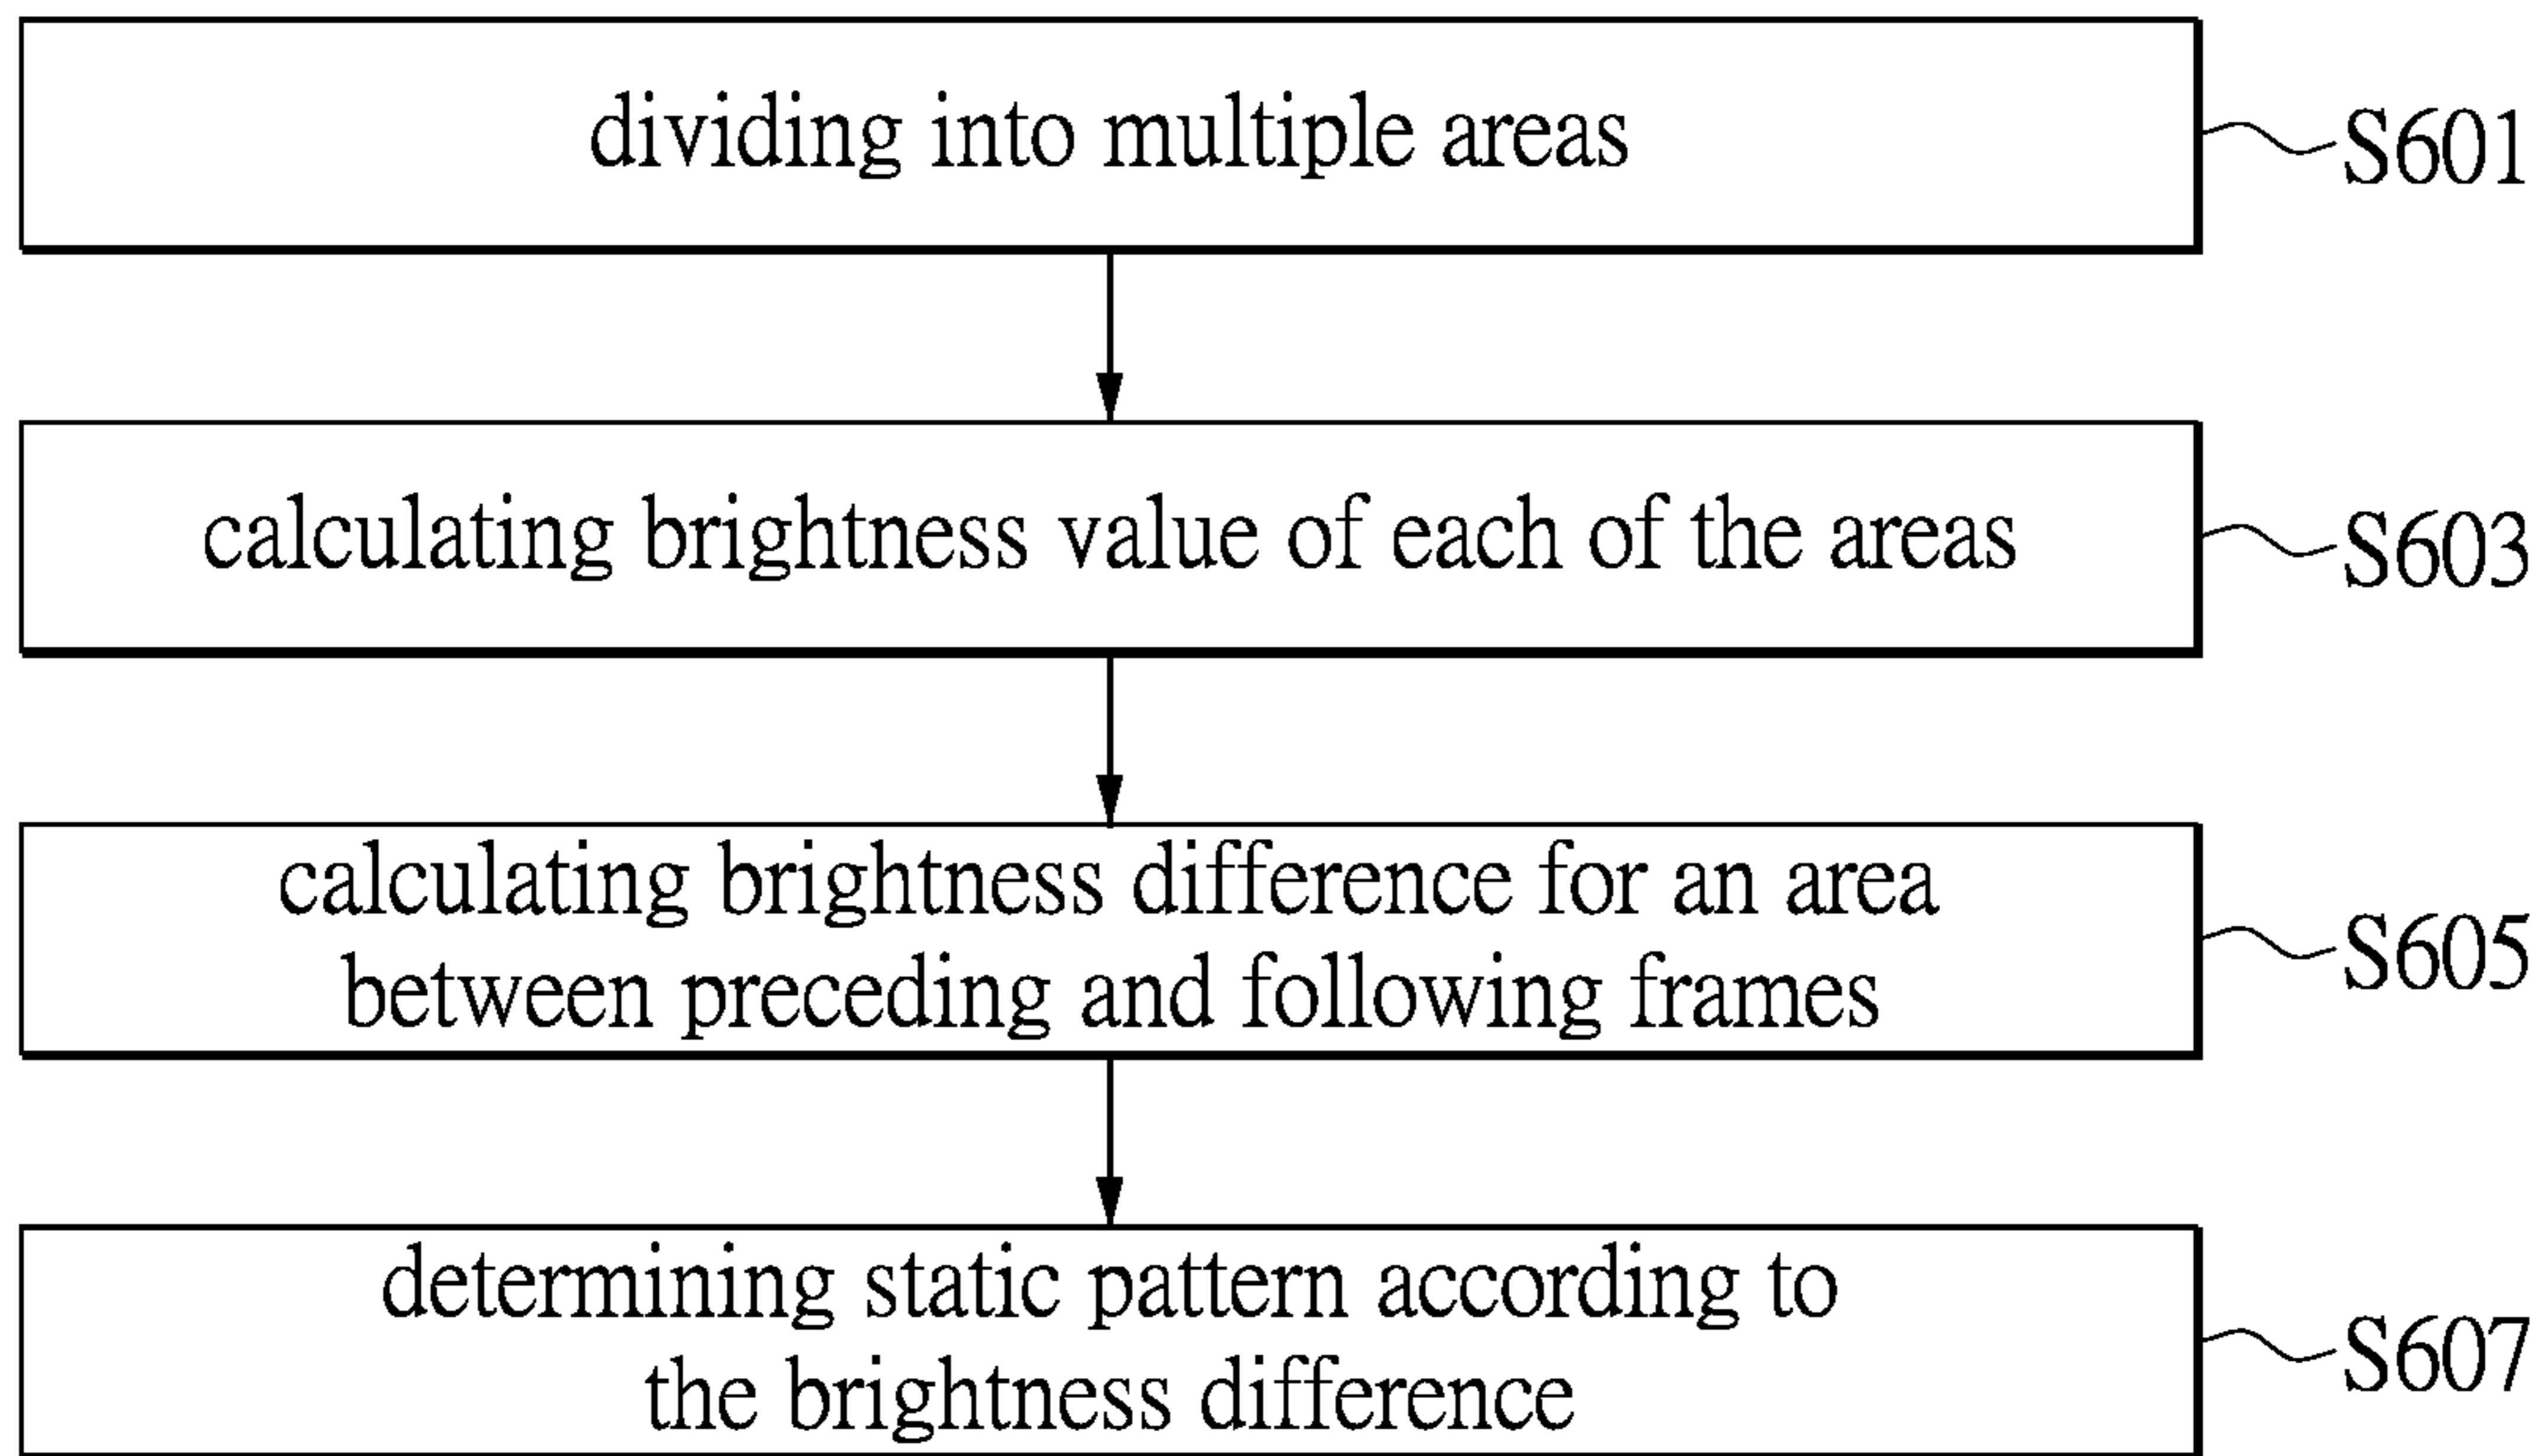 dividing into multiple areas
S601
calculating brightness value of each of the areas
S603
calculating brightness difference for an area
between preceding and following frames
S605
determining static pattern according to
the brightness difference
S607